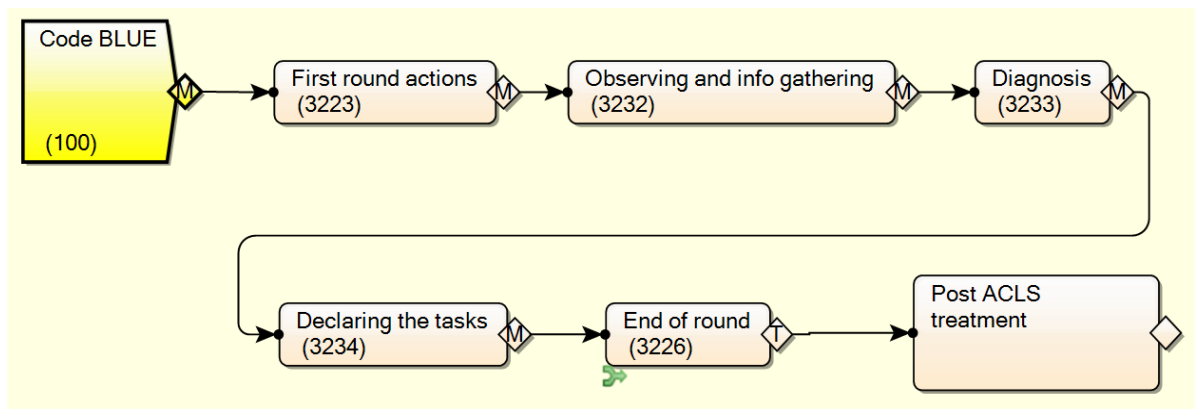 Code BLUE
(100)
M
First round actions
(3223)
M
Observing and info gathering
(3232)
M
Diagnosis
(3233)
M
Declaring the tasks
(3234)
M
End of round
(3226)
T
Post ACLS
treatment